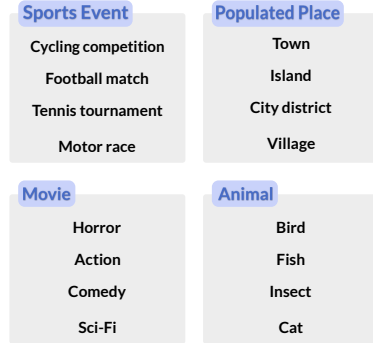 Sports Event
Cycling competition
Football match
Tennis tournament
Motor race
Populated Place
Town
Island
City district
Village
Movie
Horror
Action
Comedy
Sci-Fi
Animal
Bird
Fish
Insect
Cat